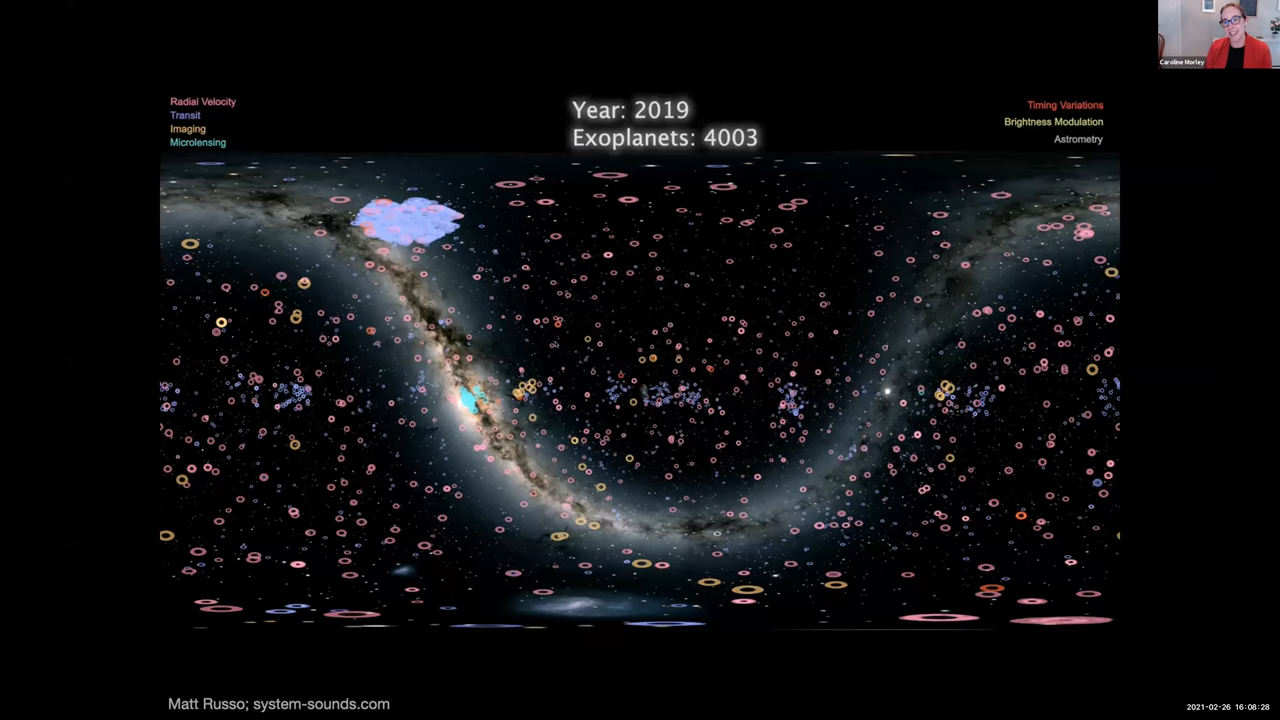 Caroline Morley
Radial Velocity
Transit
Imaging
Microlensing
Year: 2019
Exoplanets: 4003
Timing Variations
Brightness Modulation
Astrometry
Matt Russo; system-sounds.com
2021-02-26 16:08:28